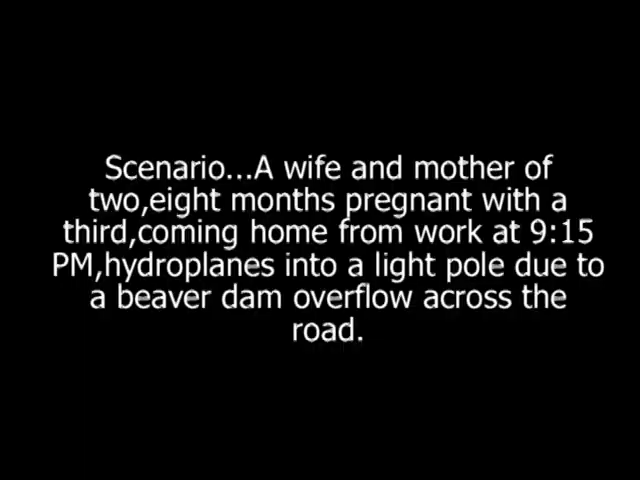 Scenario...A wife and mother of
two,eight months pregnant with a
third,coming home from work at 9:15
PM,hydroplanes into a light pole due to
a beaver dam overflow across the
road.